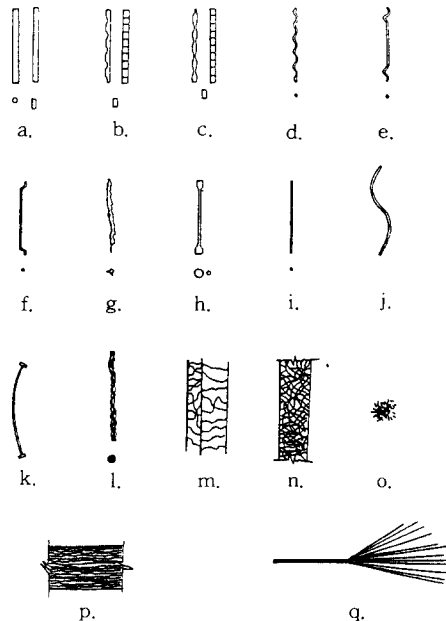 a. b. c. d. e.
f. g. h. i. j.
k. l. m. n. o.
p. q.